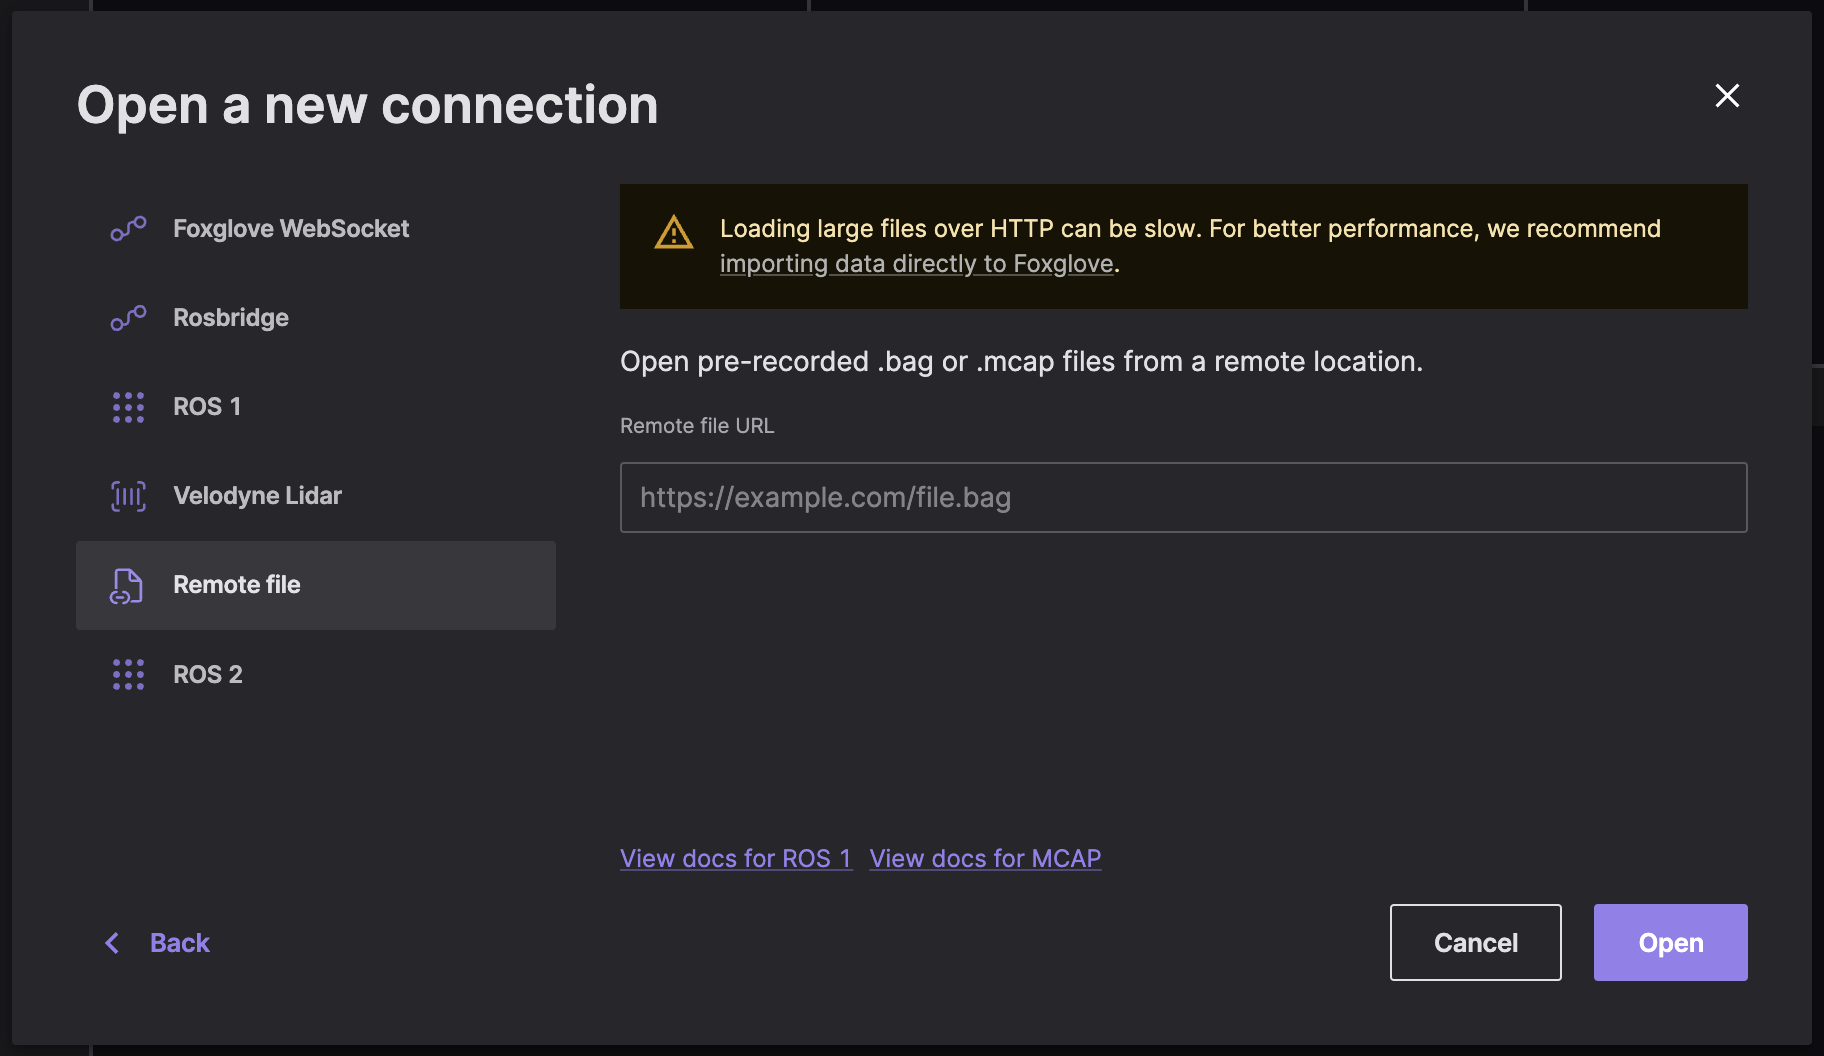 Open a new connection
Foxglove WebSocket
Rosbridge
ROS 1
Velodyne Lidar
Remote file
ROS 2
Loading large files over HTTP can be slow. For better performance, we recommend
importing data directly to Foxglove.
Open pre-recorded .bag or .mcap files from a remote location.
Remote file URL
https://example.com/file.bag
View docs for ROS 1 View docs for MCAP
Back
Cancel
Open